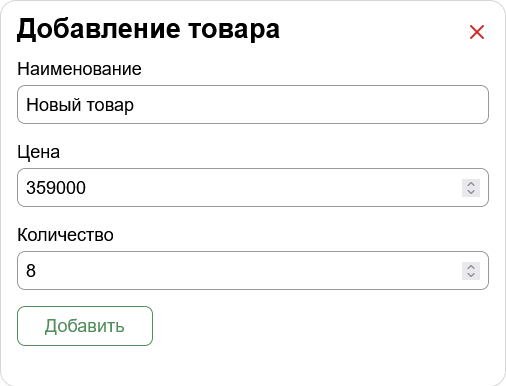 Добавление товара
Наименование
Новый товар
Цена
359000
Количество
8
Добавить